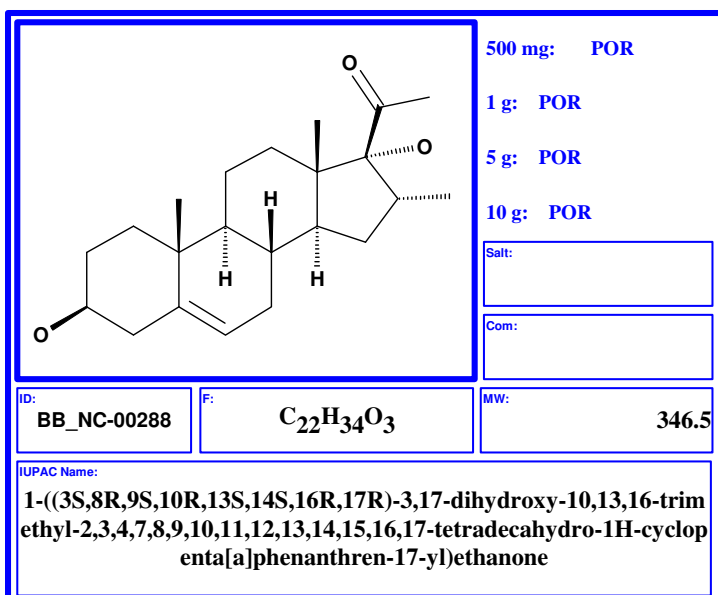 O
O
H
H
H
O
500 mg: POR
1 g: POR
5 g: POR
10 g: POR
Salt:
Com:
ID:
BB_NC-00288
F:
C22H34O3
MW:
346.5
IUPAC Name:
1-((3S,8R,9S,10R,13S,14S,16R,17R)-3,17-dihydroxy-10,13,16-trim
ethyl-2,3,4,7,8,9,10,11,12,13,14,15,16,17-tetradecahydro-1H-cyclop
enta[a]phenanthren-17-yl)ethanone